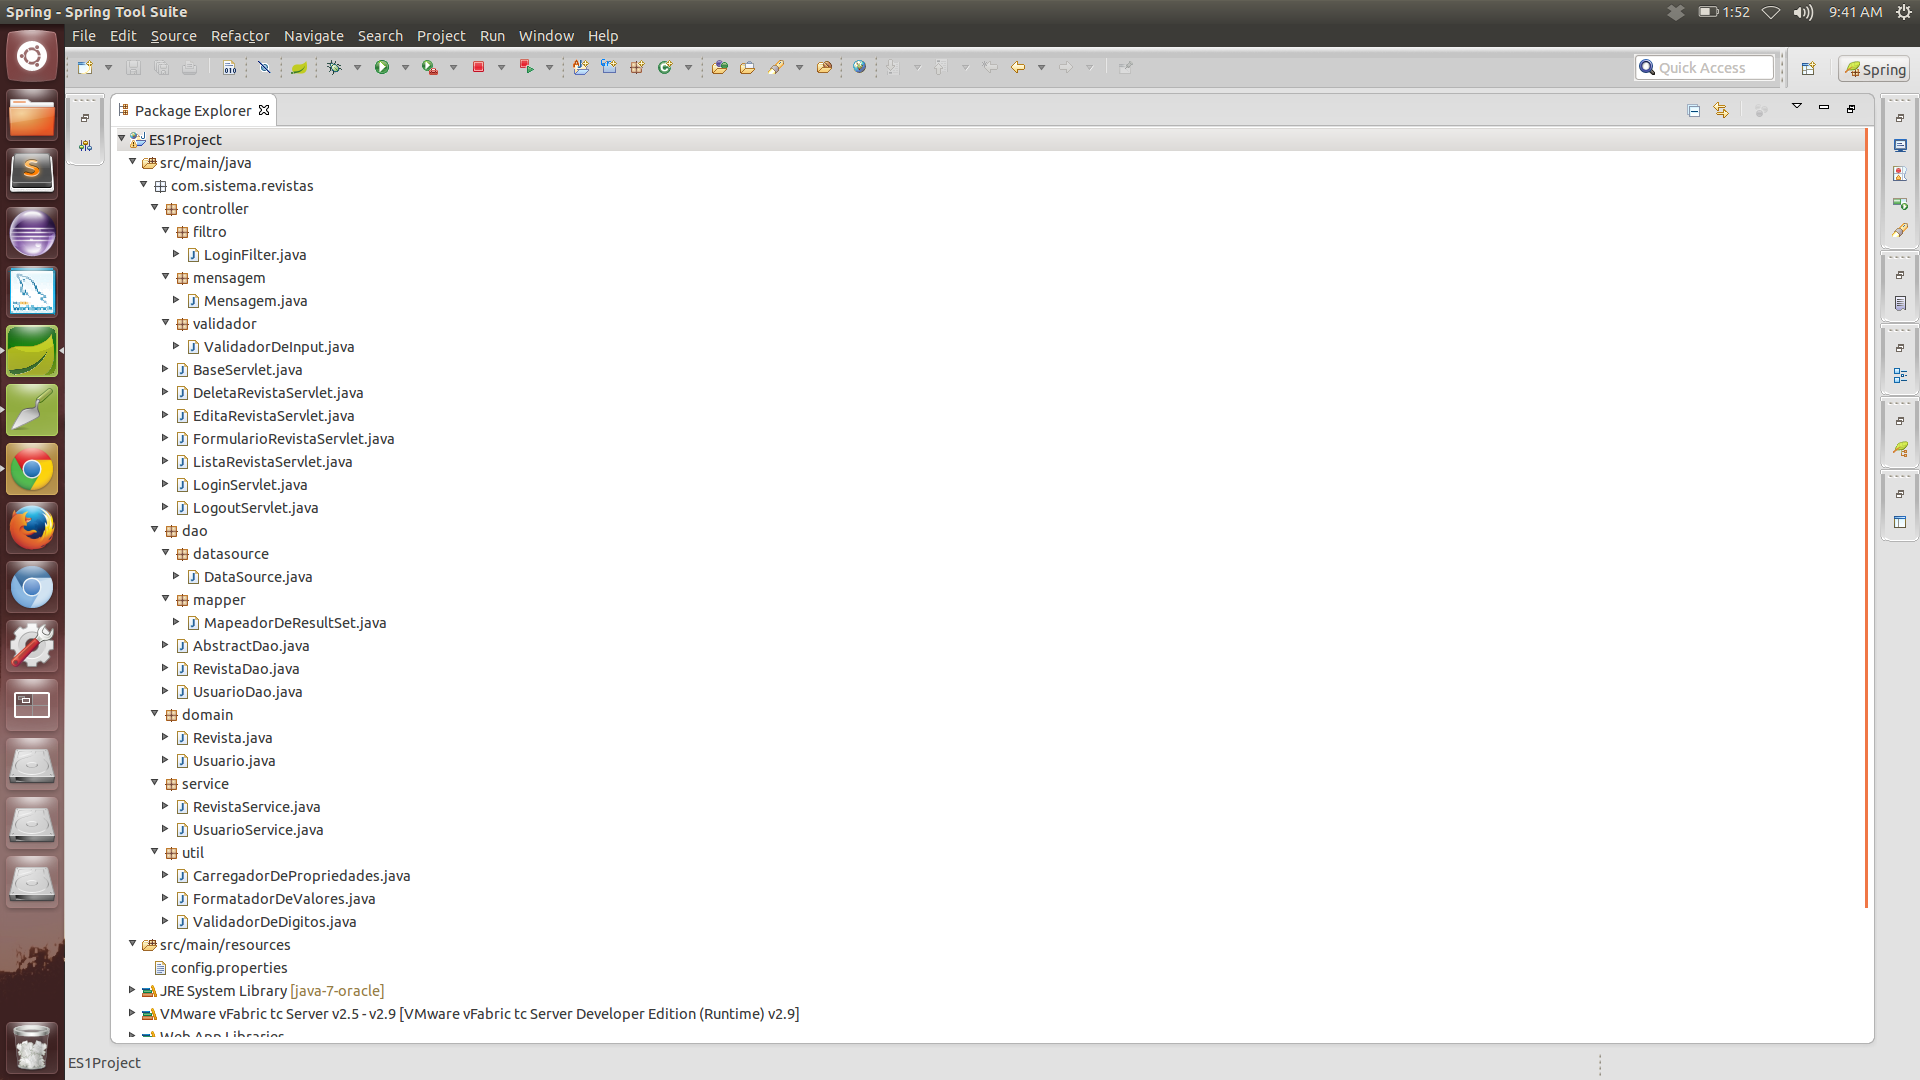 Spring - Spring Tool Suite
1:52
9:41 AM
File Edit Source Refactor Navigate Search Project Run Window Help
Quick Access
Spring
Package Explorer
ES1Project
src/main/java
com.sistema.revistas
controller
filtro
LoginFilter.java
mensagem
Mensagem.java
validador
ValidadorDeInput.java
BaseServlet.java
DeletaRevistaServlet.java
EditaRevistaServlet.java
FormularioRevistaServlet.java
ListaRevistaServlet.java
LoginServlet.java
LogoutServlet.java
dao
datasource
DataSource.java
mapper
MapeadorDeResultSet.java
AbstractDao.java
RevistaDao.java
UsuarioDao.java
domain
Revista.java
Usuario.java
service
RevistaService.java
UsuarioService.java
util
CarregadorDePropriedades.java
FormatadorDeValores.java
ValidadorDeDigitos.java
src/main/resources
config.properties
JRE System Library [java-7-oracle]
VMware vFabric tc Server v2.5 - v2.9 [VMware vFabric tc Server Developer Edition (Runtime) v2.9]
Web App Libraries
ES1Project